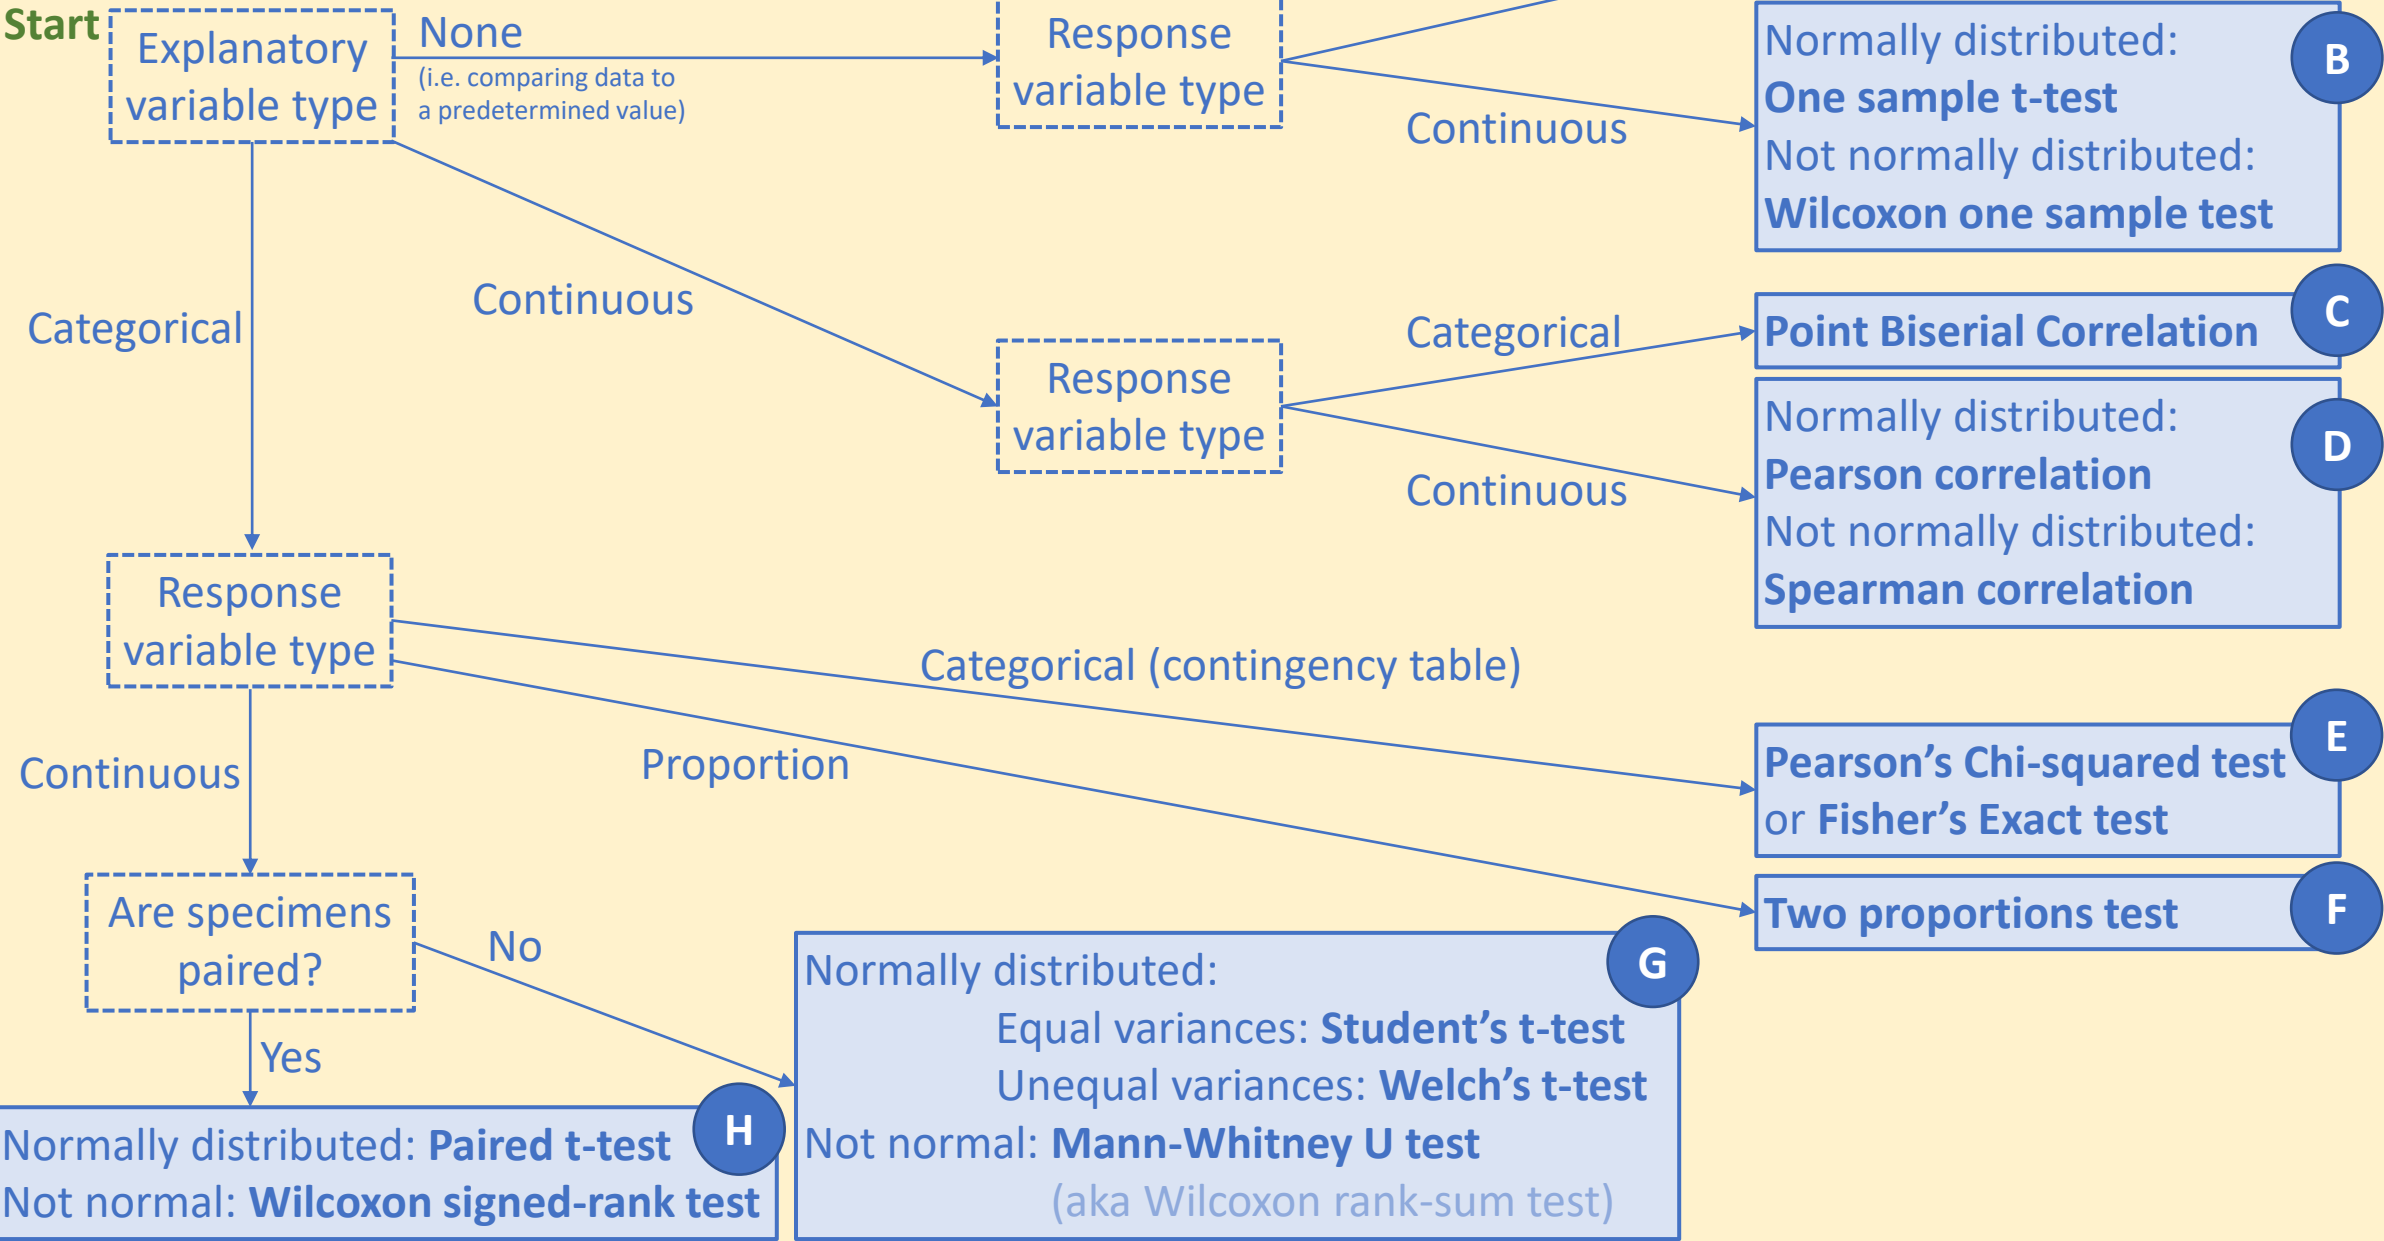 Start
Explanatory
variable type
None
(i.e. comparing data to
a predetermined value)
Response
variable type
Continuous
Normally distributed:
One sample t-test
Not normally distributed:
Wilcoxon one sample test
B
Categorical
Continuous
Response
variable type
Categorical
Point Biserial Correlation
C
Continuous
Normally distributed:
Pearson correlation
Not normally distributed:
Spearman correlation
D
Response
variable type
Categorical (contingency table)
Pearson’s Chi-squared test
or Fisher’s Exact test
E
Proportion
Two proportions test
F
Continuous
Are specimens
paired?
No
Normally distributed:
Equal variances: Student’s t-test
Unequal variances: Welch’s t-test
Not normal: Mann-Whitney U test
(aka Wilcoxon rank-sum test)
G
Yes
Normally distributed: Paired t-test
Not normal: Wilcoxon signed-rank test
H